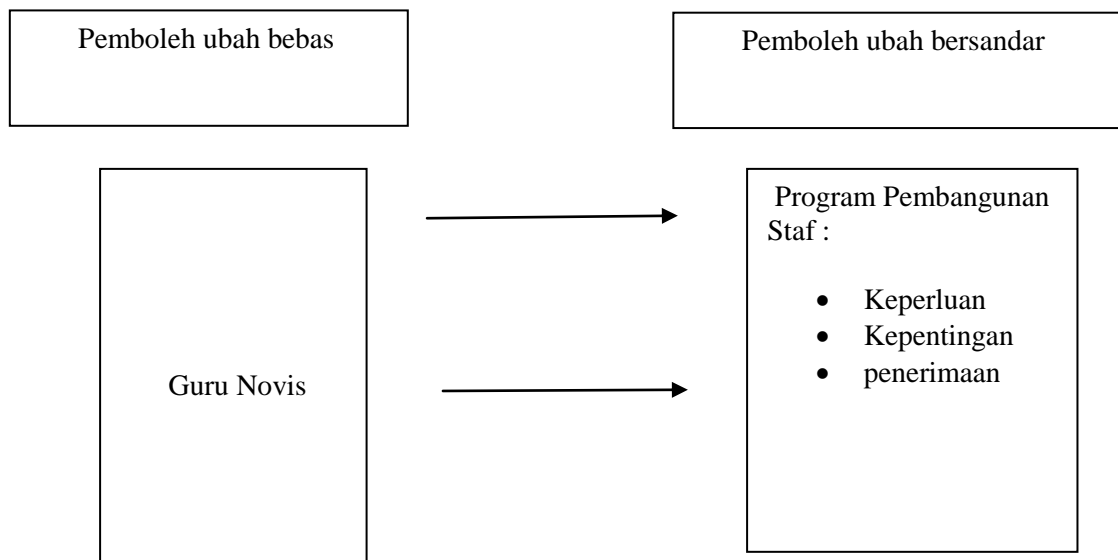 Pemboleh ubah bebas
Pemboleh ubah bersandar
Guru Novis
Program Pembangunan
Staf :
• Keperluan
• Kepentingan
• penerimaan